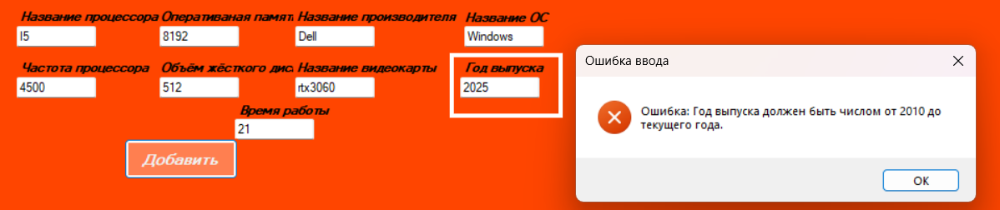 Название процессора Оперативаная памят Название производителя Название ОС
I5 8192 Dell Windows
Частота процессора Объём жёсткого дис Название видеокарты Год выпуска
4500 512 rtx3060 2025
Время работы
21
Добавить
Ошибка ввода
Ошибка: Год выпуска должен быть числом от 2010 до
текущего года.
ОК